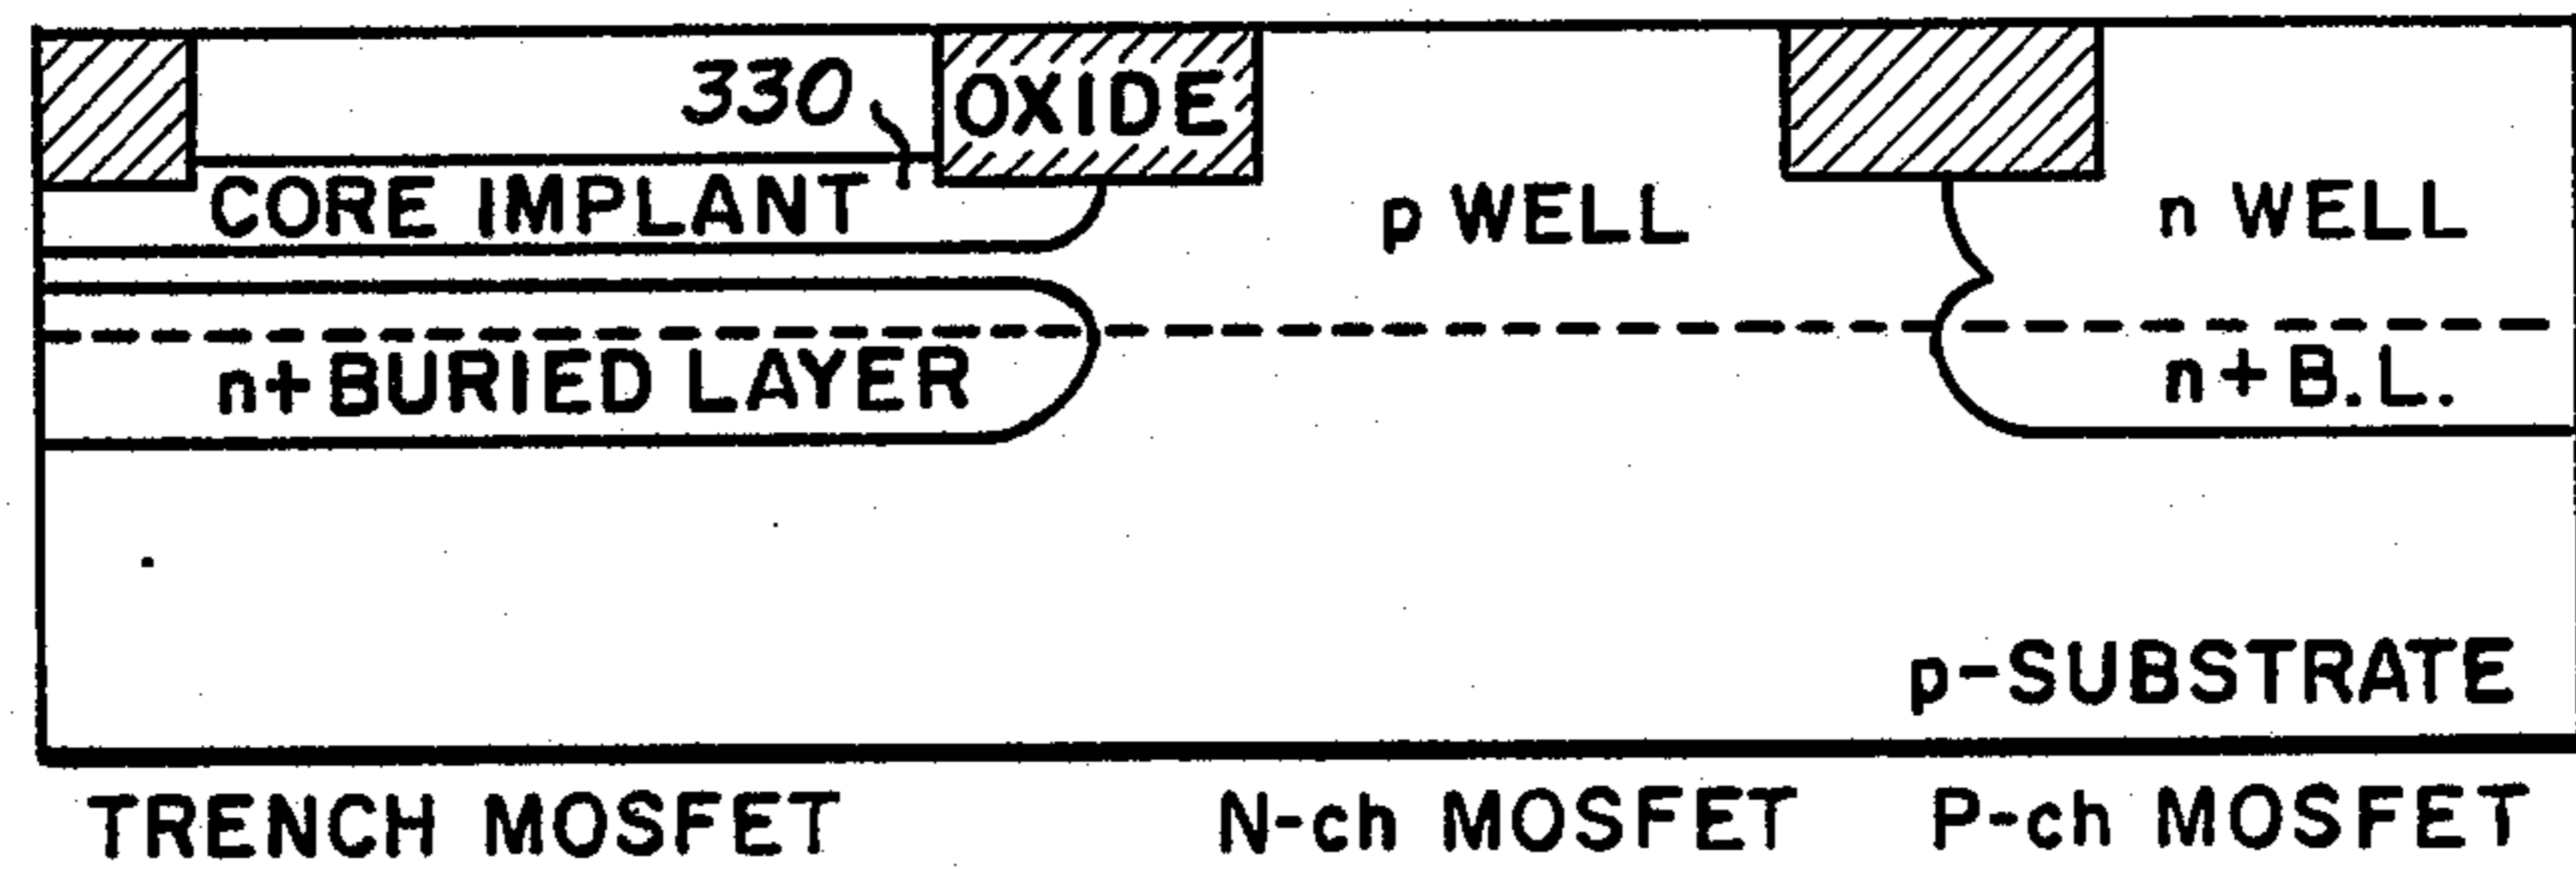 330
OXIDE
CORE IMPLANT
p WELL
n WELL
n+ BURIED LAYER
n+ B.L.
p-SUBSTRATE
TRENCH MOSFET
N-ch MOSFET
P-ch MOSFET